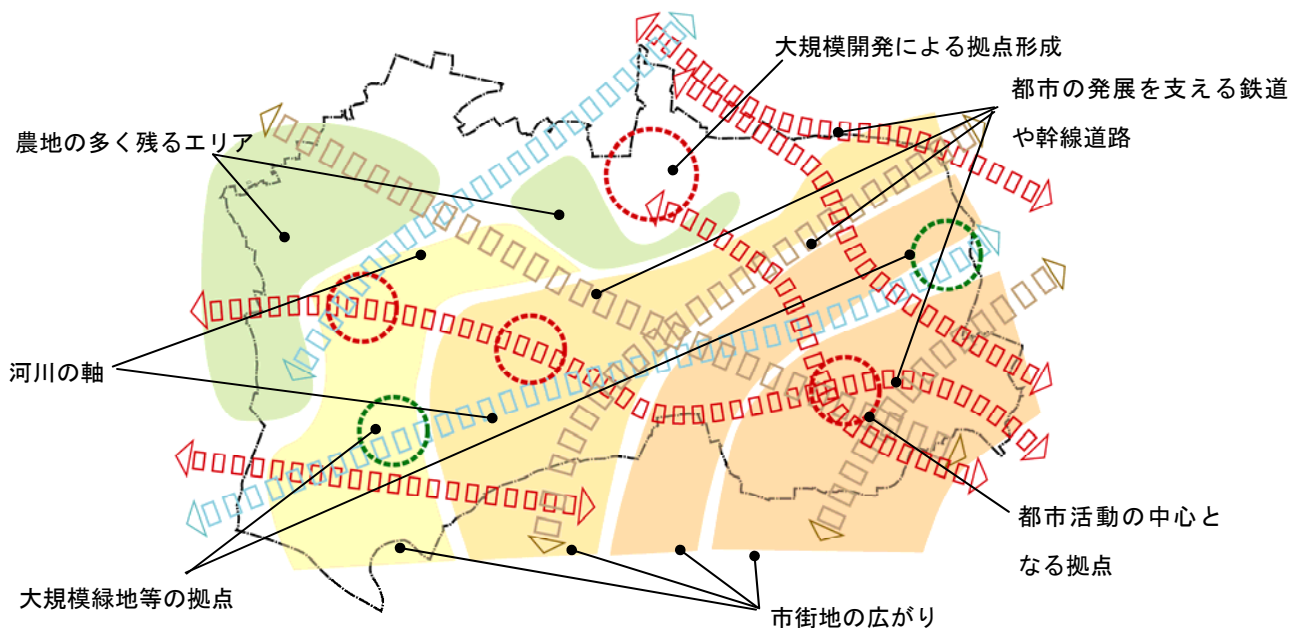 大規模開発による拠点形成
都市の発展を支える鉄道
や幹線道路
農地の多く残るエリア
河川の軸
大規模緑地等の拠点
都市活動の中心と
なる拠点
市街地の広がり